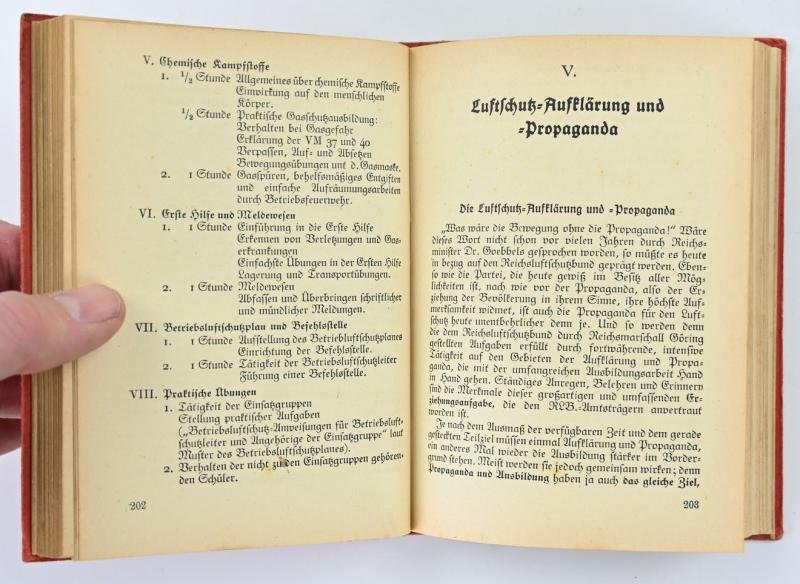 V. Chemische Kampfstoffe
1. 1/2 Stunde Allgemeines über chemische Kampfstoffe
Einwirkung auf den menschlichen
Körper.
1/2 Stunde Praktische Gasschutzausbildung:
Verhalten bei Gasgefahr
Erklärung der VM 37 und 40
Verpassen, Auf- und Absetzen
Bewegungsübungen unt. d. Gasmaske.
2. 1 Stunde Gasspüren, behelfsmäßiges Entgiften
und einfache Aufräumungsarbeiten
durch Betriebsfeuerwehr.
VI. Erste Hilfe und Meldewesen
1. 1 Stunde Einführung in die Erste Hilfe
Erkennen von Verletzungen und Gas-
erkrankungen
Einfachste Übungen in der Ersten Hilfe
Lagerung und Transportübungen.
2. 1 Stunde Meldewesen
Abfassen und Überbringen schriftlicher
und mündlicher Meldungen.
VII. Betriebsluftschutzplan und Befehlsstelle
1. 1 Stunde Aufstellung des Betriebluftschutzplanes
Einrichtung der Befehlsstelle.
2. 1 Stunde Tätigkeit der Betriebsluftschutzleiter
Führung einer Befehlsstelle.
VIII. Praktische Übungen
1. Tätigkeit der Einsatzgruppen
Stellung praktischer Aufgaben
(„Betriebsluftschutz-Anweisungen für Betriebsluft-
schutzleiter und Angehörige der Einsatzgruppe“ laut
Muster des Betriebsluftschutzplanes).
2. Verhalten der nicht zu den Einsatzgruppen gehören-
den Schüler.
202
V.
Luftschutz-Aufklärung und
-Propaganda
Die Luftschutz-Aufklärung und -Propaganda
„Was wäre die Bewegung ohne die Propaganda!“ Wäre
dieses Wort nicht schon vor vielen Jahren durch Reichs-
minister Dr. Goebbels gesprochen worden, so müßte es heute
in bezug auf den Reichsluftschutzbund geprägt werden. Eben-
so wie die Partei, die heute gewiß im Besitz aller Mög-
lichkeiten ist, nach wie vor der Propaganda, also der Er-
ziehung der Bevölkerung in ihrem Sinne, ihre höchste Auf-
merksamkeit widmet, ist auch die Propaganda für den Luft-
schutz heute unentbehrlicher denn je. Und so werden denn
die dem Reichsluftschutzbund durch Reichsmarschall Göring
gestellten Aufgaben erfüllt durch fortwährende, intensive
Tätigkeit auf den Gebieten der Aufklärung und Propa-
ganda, die mit der umfangreichen Ausbildungsarbeit Hand
in Hand gehen. Ständiges Anregen, Belehren und Erinnern
sind die Merkmale dieser großartigen und umfassenden Er-
ziehungsaufgabe, die den RLB.-Amtsträgern anvertraut
worden ist.
Je nach dem Ausmaß der verfügbaren Zeit und dem gerade
gesteckten Teilziel müssen einmal Aufklärung und Propaganda,
ein anderes Mal wieder die Ausbildung stärker im Vorder-
grund stehen. Meist werden sie jedoch gemeinsam wirken; denn
Propaganda und Ausbildung haben ja auch das gleiche Ziel,
203